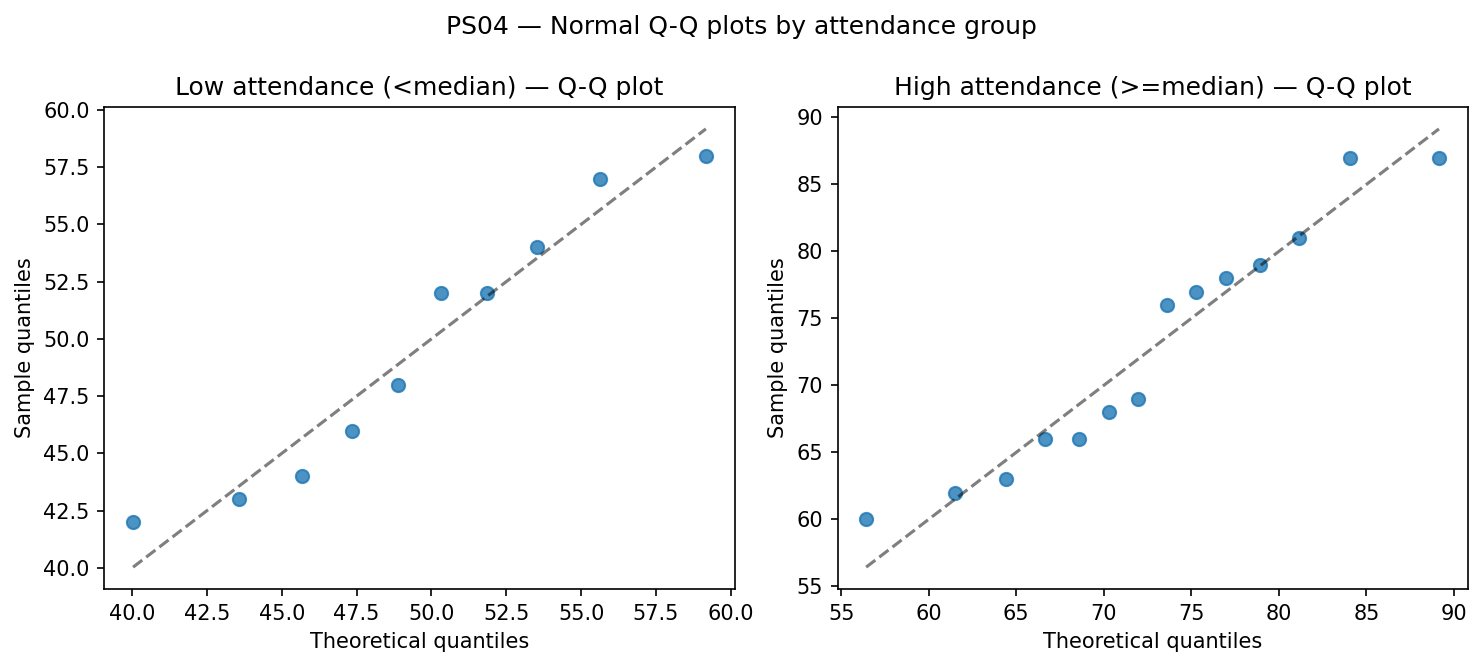 PS04 — Normal Q-Q plots by attendance group
Low attendance (<median) — Q-Q plot
60.0
57.5
55.0
52.5
50.0
47.5
45.0
42.5
40.0
Sample quantiles
40.0 42.5 45.0 47.5 50.0 52.5 55.0 57.5 60.0
Theoretical quantiles
High attendance (>=median) — Q-Q plot
90
85
80
75
70
65
60
55
Sample quantiles
55 60 65 70 75 80 85 90
Theoretical quantiles